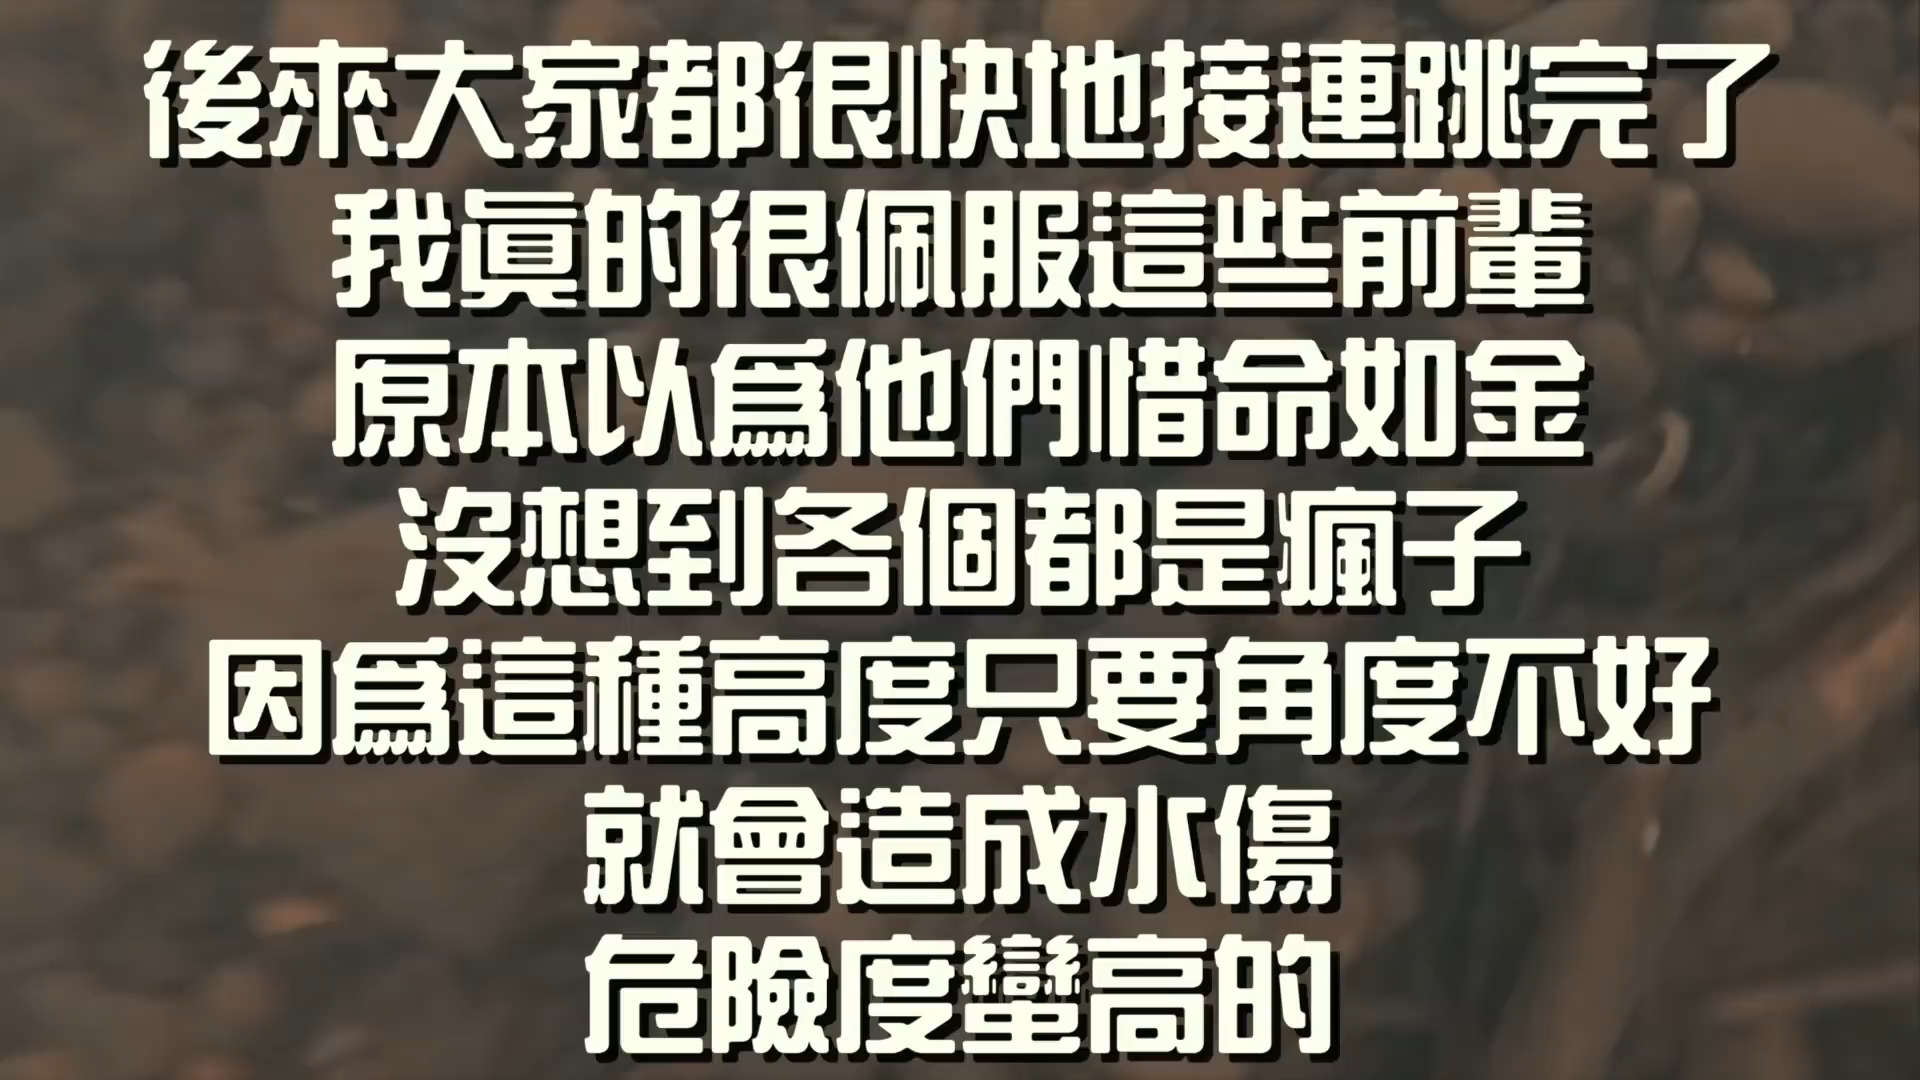 後來大家都很快地接連跳完了
我眞的很佩服這些前輩
原本以爲他們惜命如金
沒想到各個都是瘋子
因爲這種高度只要角度不好
就會造成水傷
危險度蠻高的